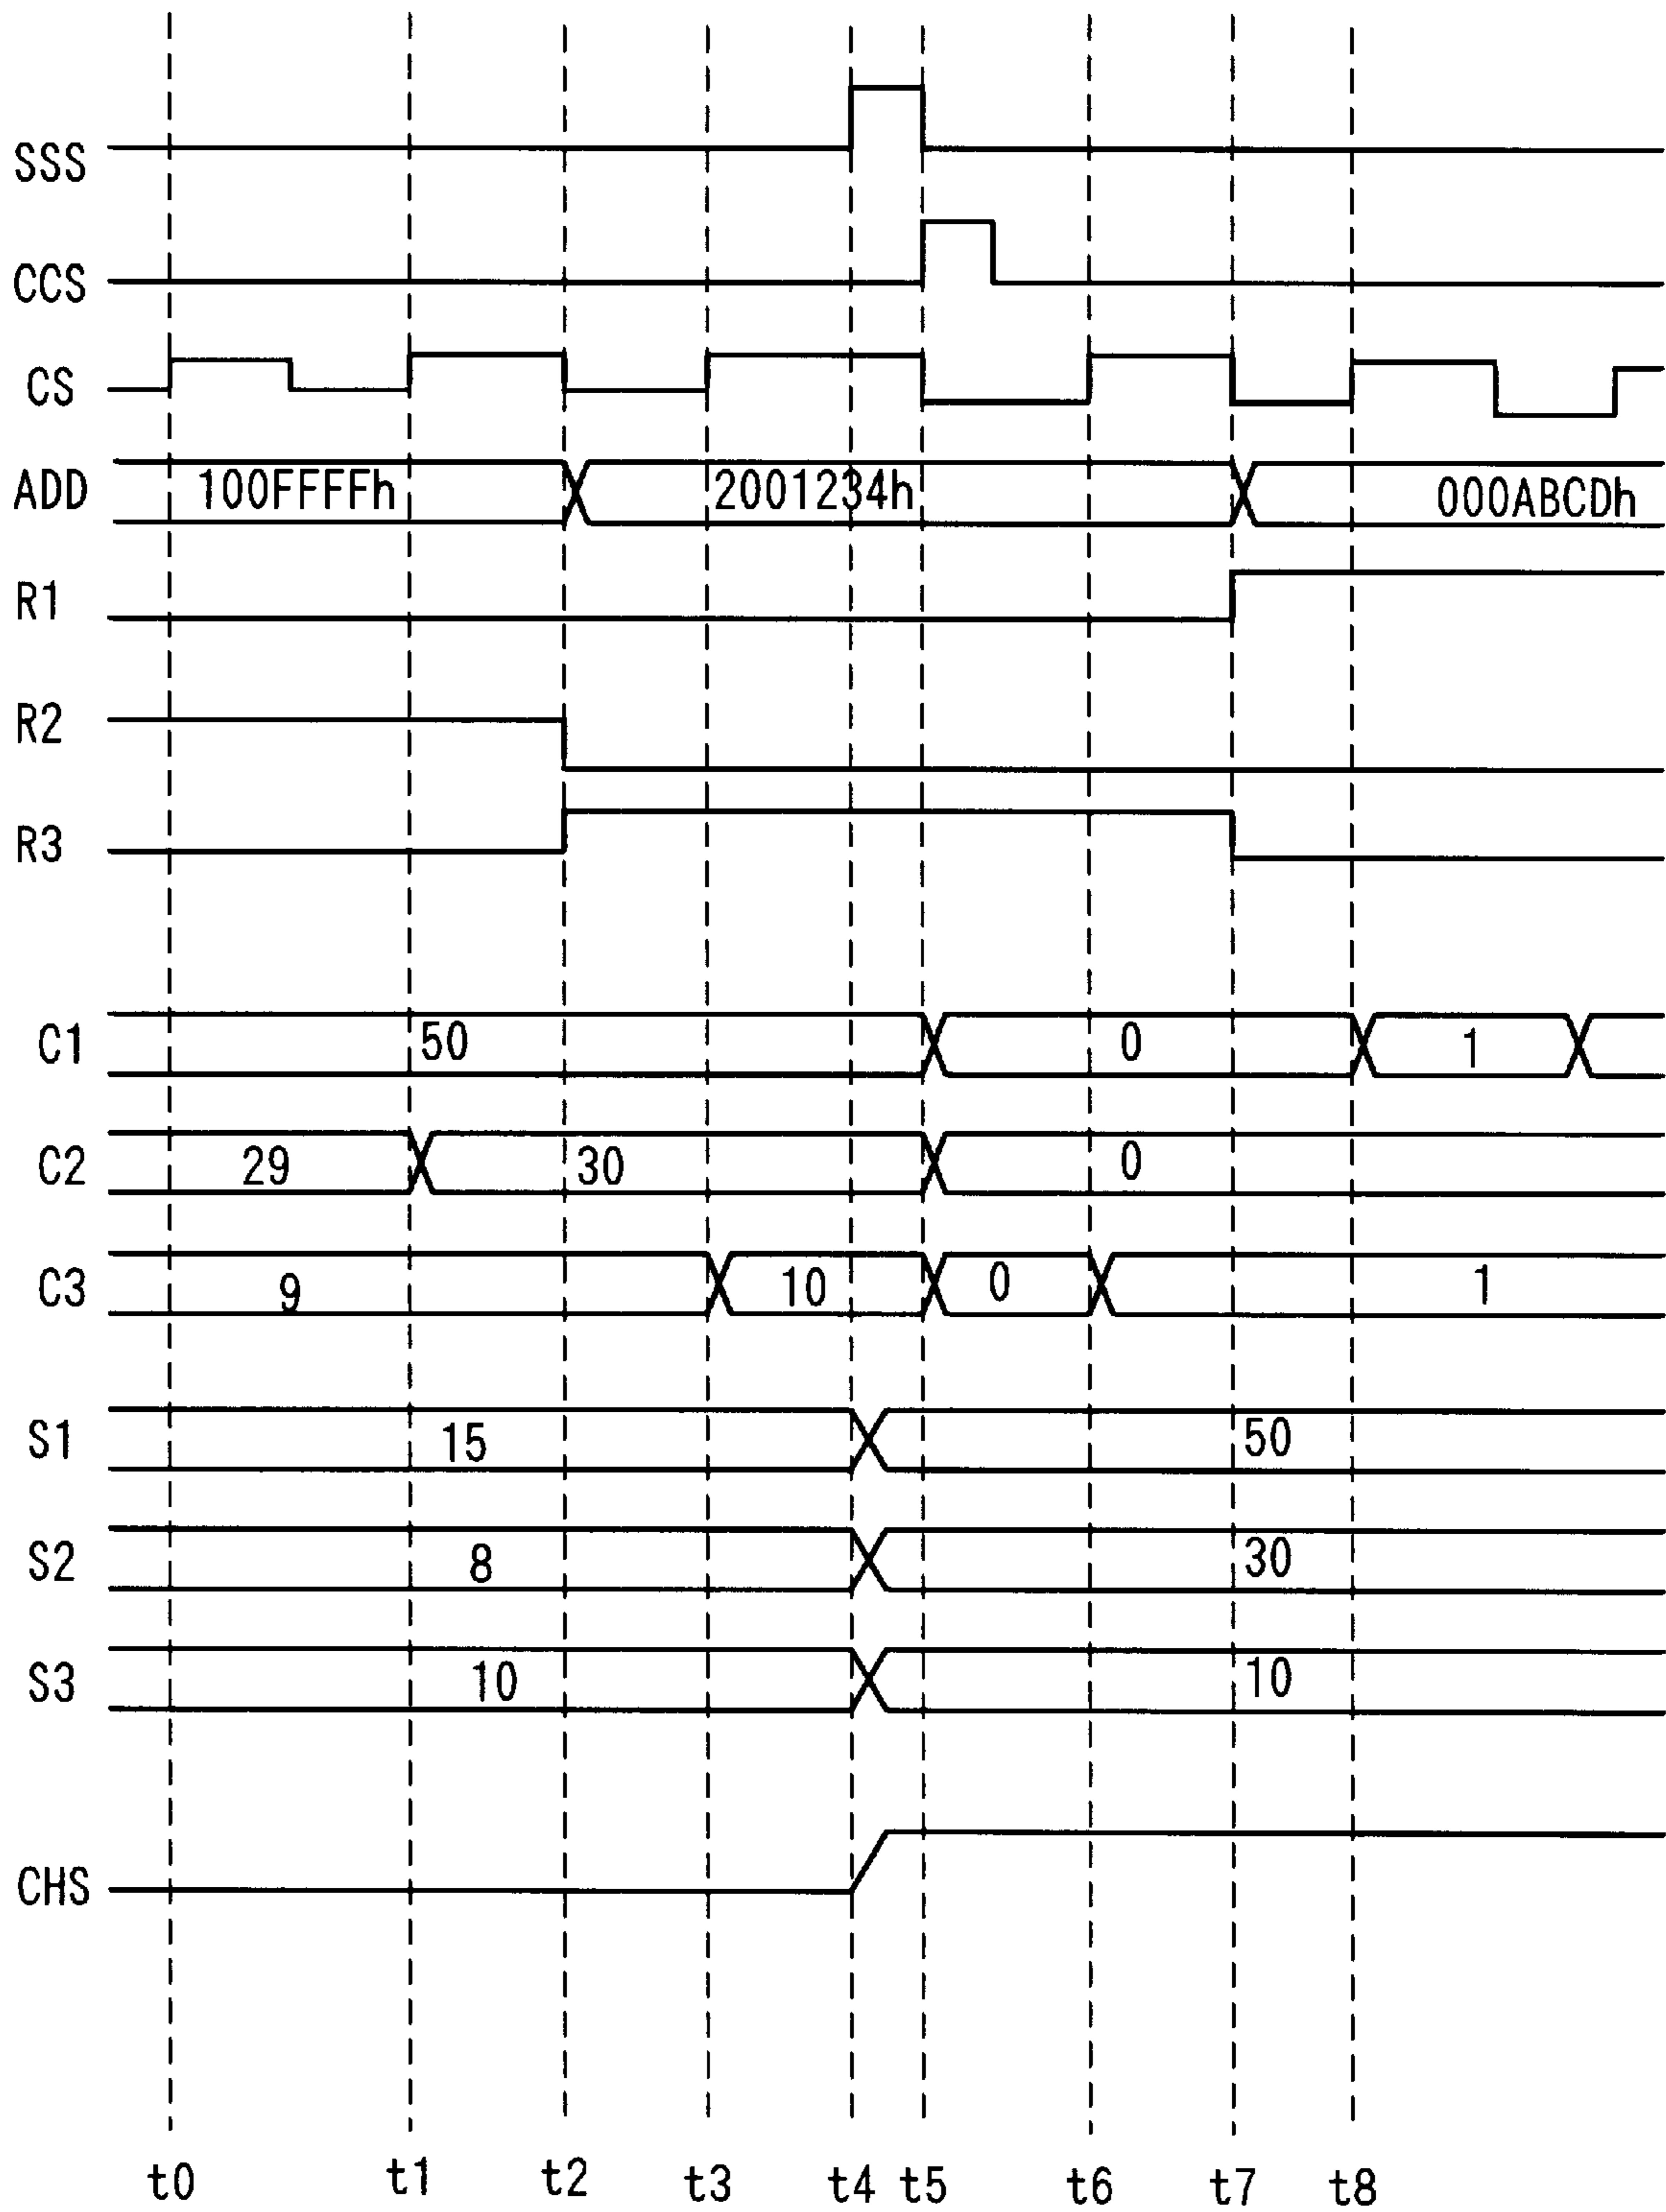 SSS
CCS
CS
ADD 100FFFFh 2001234h 000ABCDh
R1
R2
R3
C1 50 0 1
C2 29 30 0
C3 9 10 0 1
S1 15 50
S2 8 30
S3 10 10
CHS
t0 t1 t2 t3 t4 t5 t6 t7 t8